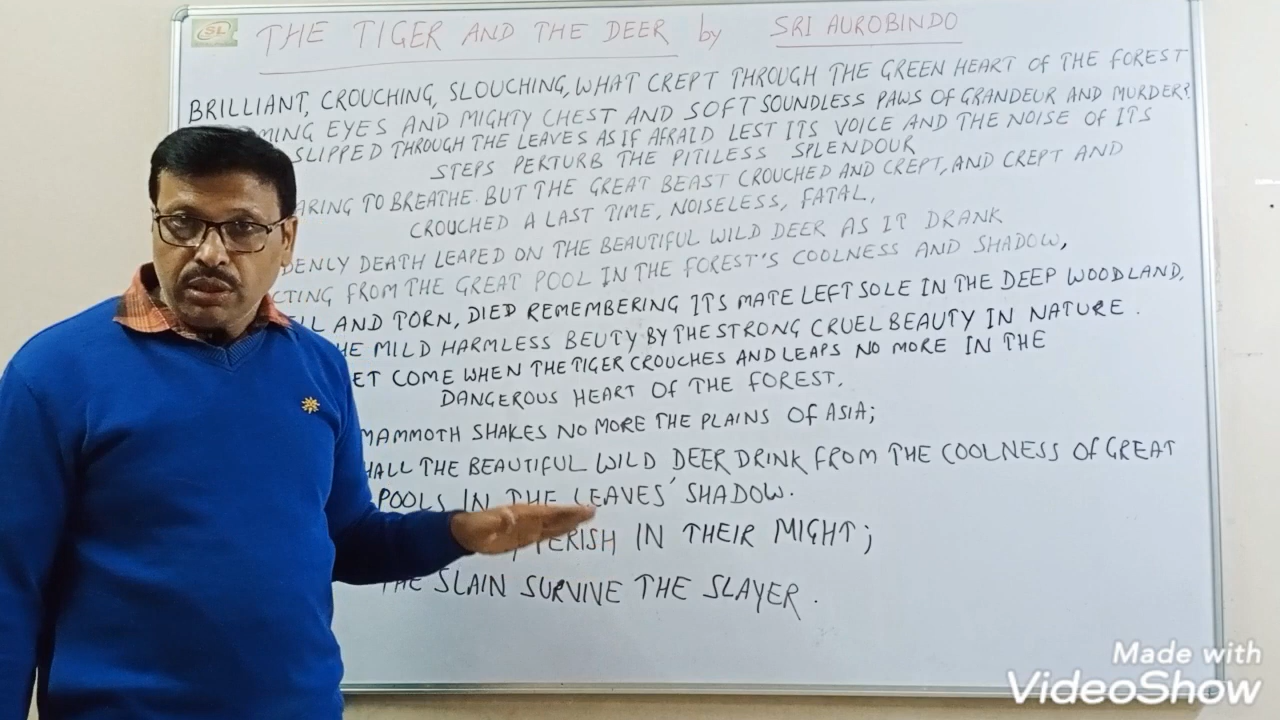 SL
THE TIGER AND THE DEER by SRI AUROBINDO
BRILLIANT, CROUCHING, SLOUCHING, WHAT CREPT THROUGH THE GREEN HEART OF THE FOREST
EYES AND MIGHTY CHEST AND SOFT SOUNDLESS PAWS OF GRANDEUR AND MURDER?
SLIPPED THROUGH THE LEAVES AS IF AFRAID LEST ITS VOICE AND THE NOISE OF ITS
STEPS PERTURB THE PITILESS SPLENDOUR
ARING TO BREATHE. BUT THE GREAT BEAST CROUCHED AND CREPT, AND CREPT AND
CROUCHED A LAST TIME, NOISELESS, FATAL,
DENLY DEATH LEAPED ON THE BEAUTIFUL WILD DEER AS IT DRANK
CTING FROM THE GREAT POOL IN THE FOREST'S COOLNESS AND SHADOW,
ELL AND TORN, DIED REMEMBERING ITS MATE LEFT SOLE IN THE DEEP WOODLAND,
HE MILD HARMLESS BEUTY BY THE STRONG CRUEL BEAUTY IN NATURE.
ET COME WHEN THE TIGER CROUCHES AND LEAPS NO MORE IN THE
DANGEROUS HEART OF THE FOREST.
MAMMOTH SHAKES NO MORE THE PLAINS OF ASIA;
HALL THE BEAUTIFUL WILD DEER DRINK FROM THE COOLNESS OF GREAT
POOLS IN THE LEAVES' SHADOW.
PERISH IN THEIR MIGHT;
THE SLAIN SURVIVE THE SLAYER.
Made with
VideoShow